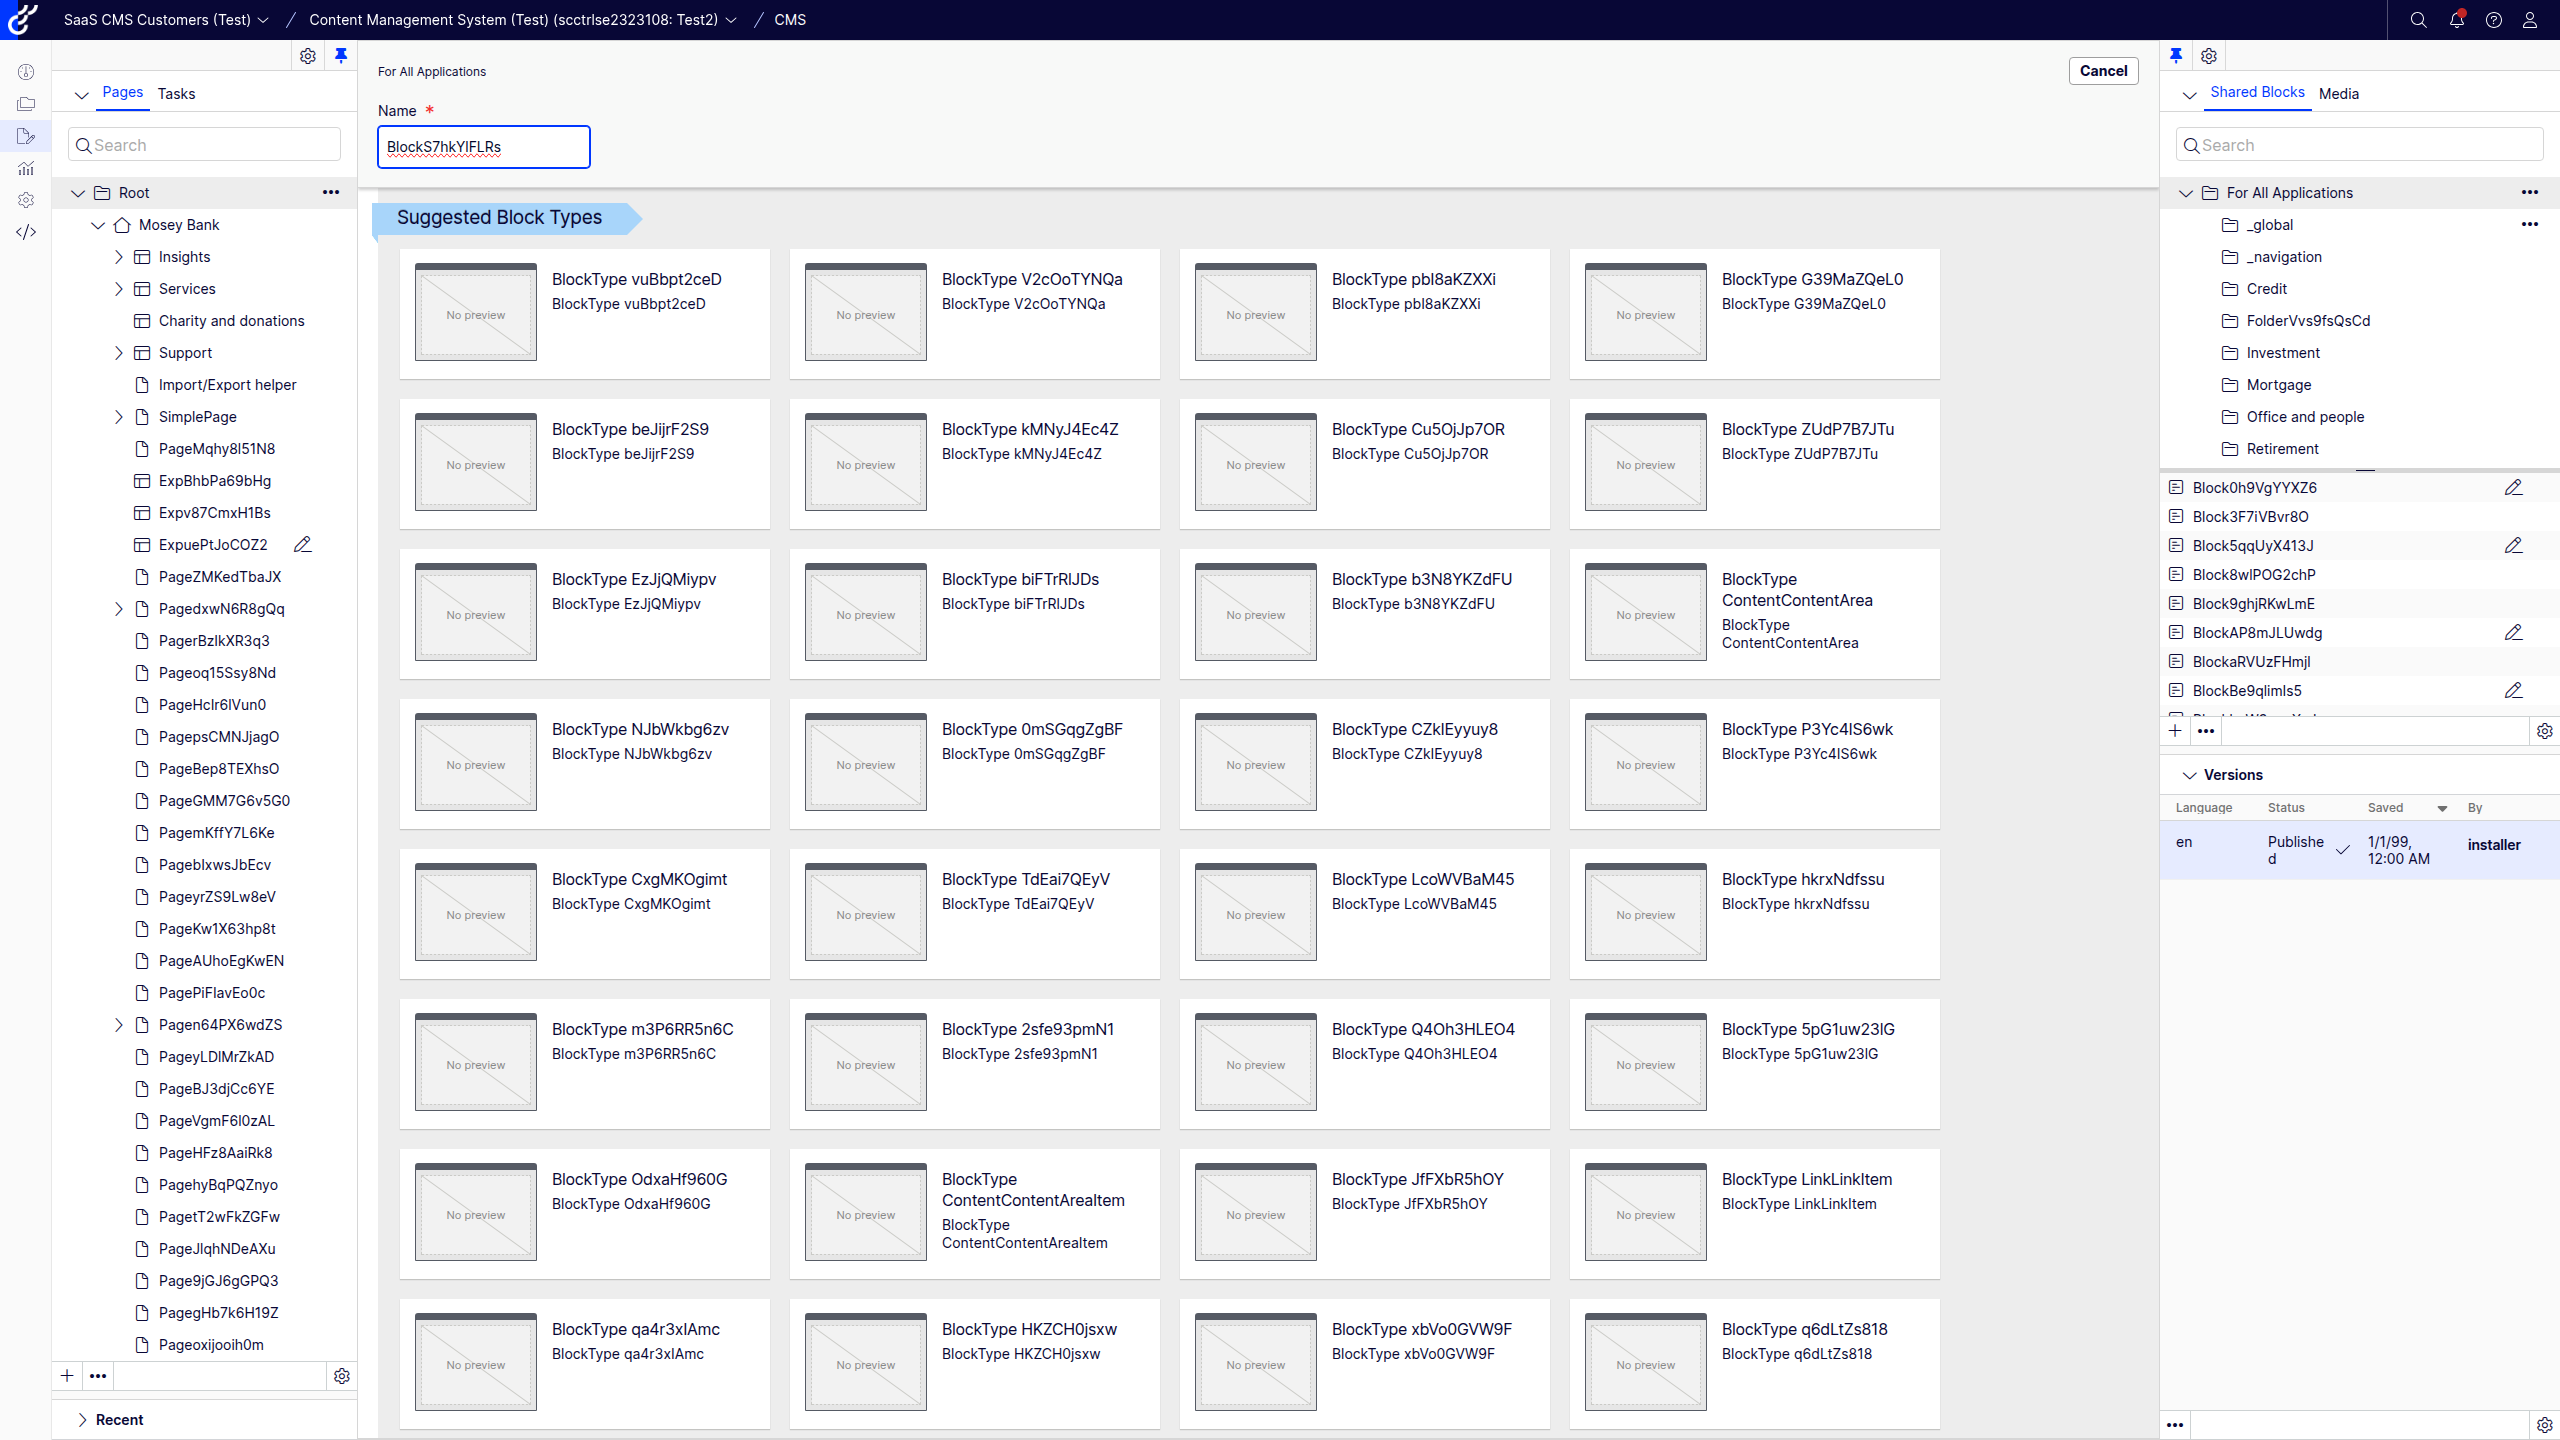 SaaS CMS Customers (Test) / Content Management System (Test) (scctrlse2323108: Test2) / CMS
Pages Tasks
Search
Root
Mosey Bank
Insights
Services
Charity and donations
Support
Import/Export helper
SimplePage
PageMqhy8l51N8
ExpBhbPa69bHg
Expv87CmxH1Bs
ExpuePtJoCOZ2
PageZMKedTbaJX
PagedxwN6R8gQq
PagerBzlkXR3q3
Pageoq15Ssy8Nd
PageHclr6lVun0
PagepsCMNJjagO
PageBep8TEXhsO
PageGMM7G6v5G0
PagemKffY7L6Ke
PageblxwsJbEcv
PageyrZS9Lw8eV
PageKw1X63hp8t
PageAUhoEgKwEN
PagePiFlavEo0c
Pagen64PX6wdZS
PageyLDlMrZkAD
PageBJ3djCc6YE
PageVgmF6l0zAL
PageHFz8AaiRk8
PagehyBqPQZnyo
PagetT2wFkZGFw
PageJlqhNDeAXu
Page9jGJ6gGPQ3
PagegHb7k6H19Z
Pageoxijooih0m
Recent
For All Applications
Cancel
Name *
BlockS7hkYlFLRs
Suggested Block Types
No preview
BlockType vuBbpt2ceD
BlockType vuBbpt2ceD
No preview
BlockType V2cOoTYNQa
BlockType V2cOoTYNQa
No preview
BlockType pbl8aKZXXi
BlockType pbl8aKZXXi
No preview
BlockType G39MaZQeL0
BlockType G39MaZQeL0
No preview
BlockType beJijrF2S9
BlockType beJijrF2S9
No preview
BlockType kMNyJ4Ec4Z
BlockType kMNyJ4Ec4Z
No preview
BlockType Cu5OjJp7OR
BlockType Cu5OjJp7OR
No preview
BlockType ZUdP7B7JTu
BlockType ZUdP7B7JTu
No preview
BlockType EzJjQMiypv
BlockType EzJjQMiypv
No preview
BlockType biFTrRlJDs
BlockType biFTrRlJDs
No preview
BlockType b3N8YKZdFU
BlockType b3N8YKZdFU
No preview
BlockType
ContentContentArea
BlockType
ContentContentArea
No preview
BlockType NJbWkbg6zv
BlockType NJbWkbg6zv
No preview
BlockType 0mSGqgZgBF
BlockType 0mSGqgZgBF
No preview
BlockType CZklEyyuy8
BlockType CZklEyyuy8
No preview
BlockType P3Yc4lS6wk
BlockType P3Yc4lS6wk
No preview
BlockType CxgMKOgimt
BlockType CxgMKOgimt
No preview
BlockType TdEai7QEyV
BlockType TdEai7QEyV
No preview
BlockType LcoWVBaM45
BlockType LcoWVBaM45
No preview
BlockType hkrxNdfssu
BlockType hkrxNdfssu
No preview
BlockType m3P6RR5n6C
BlockType m3P6RR5n6C
No preview
BlockType 2sfe93pmN1
BlockType 2sfe93pmN1
No preview
BlockType Q4Oh3HLEO4
BlockType Q4Oh3HLEO4
No preview
BlockType 5pG1uw23lG
BlockType 5pG1uw23lG
No preview
BlockType OdxaHf960G
BlockType OdxaHf960G
No preview
BlockType
ContentContentAreaItem
BlockType
ContentContentAreaItem
No preview
BlockType JfFXbR5hOY
BlockType JfFXbR5hOY
No preview
BlockType LinkLinkItem
BlockType LinkLinkItem
No preview
BlockType qa4r3xlAmc
BlockType qa4r3xlAmc
No preview
BlockType HKZCH0jsxw
BlockType HKZCH0jsxw
No preview
BlockType xbVo0GVW9F
BlockType xbVo0GVW9F
No preview
BlockType q6dLtZs818
BlockType q6dLtZs818
Shared Blocks Media
Search
For All Applications
_global
_navigation
Credit
FolderVvs9fsQsCd
Investment
Mortgage
Office and people
Retirement
Block0h9VgYYXZ6
Block3F7iVBvr8O
Block5qqUyX413J
Block8wlPOG2chP
Block9ghjRKwLmE
BlockAP8mJLUwdg
BlockaRVUzFHmjl
BlockBe9qlimls5
Versions
Language Status Saved By
en Publishe
d 1/1/99,
12:00 AM installer